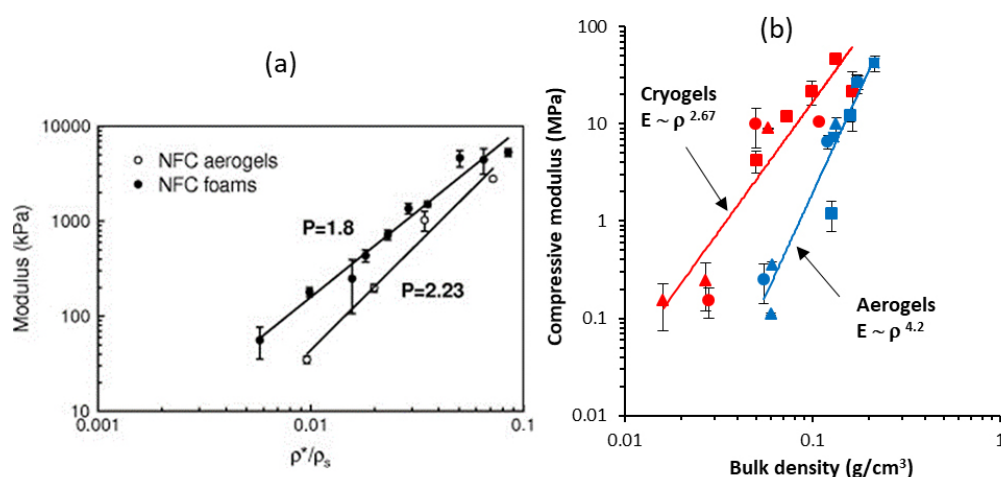 (a)
10000
1000
100
10
0.001
0.01
0.1
Modulus (kPa)
ρ*/ρs
NFC aerogels
NFC foams
P=1.8
P=2.23
(b)
100
10
1
0.1
0.01
0.01
0.1
1
Compressive modulus (MPa)
Bulk density (g/cm³)
Cryogels
E ~ ρ 2.67
Aerogels
E ~ ρ 4.2